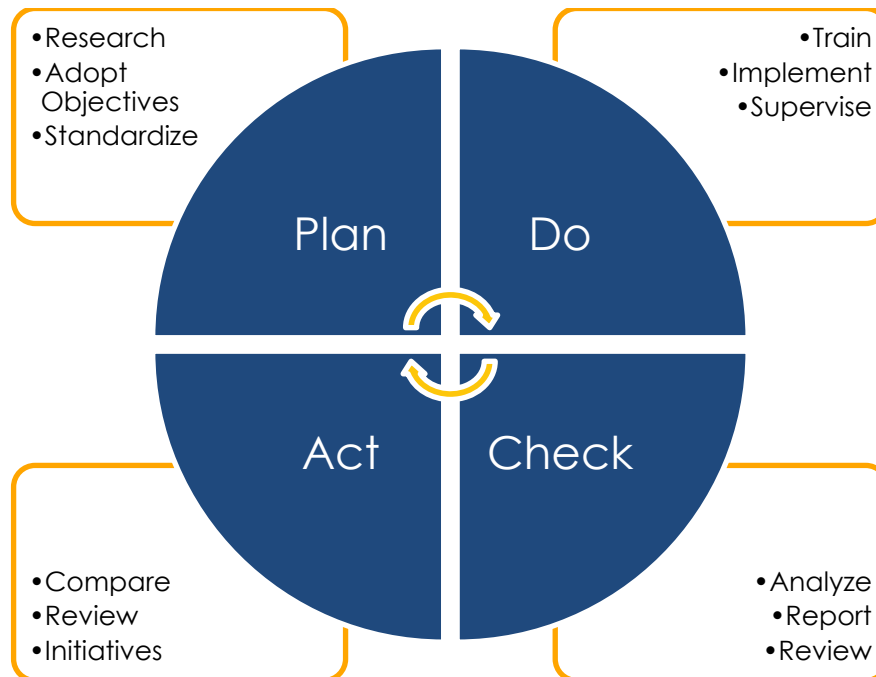 •Research
•Adopt
Objectives
•Standardize
•Train
•Implement
•Supervise
Plan
Do
Act
Check
•Compare
•Review
•Initiatives
•Analyze
•Report
•Review